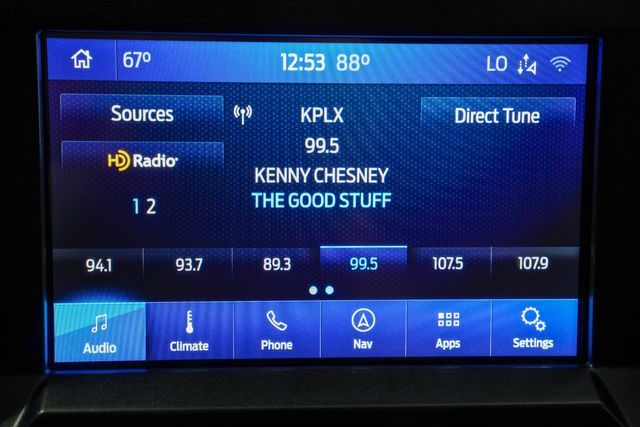 67° 12:53 88° LO
Sources KPLX Direct Tune
99.5
HD Radio
KENNY CHESNEY
THE GOOD STUFF
1 2
94.1 93.7 89.3 99.5 107.5 107.9
Audio Climate Phone Nav Apps Settings